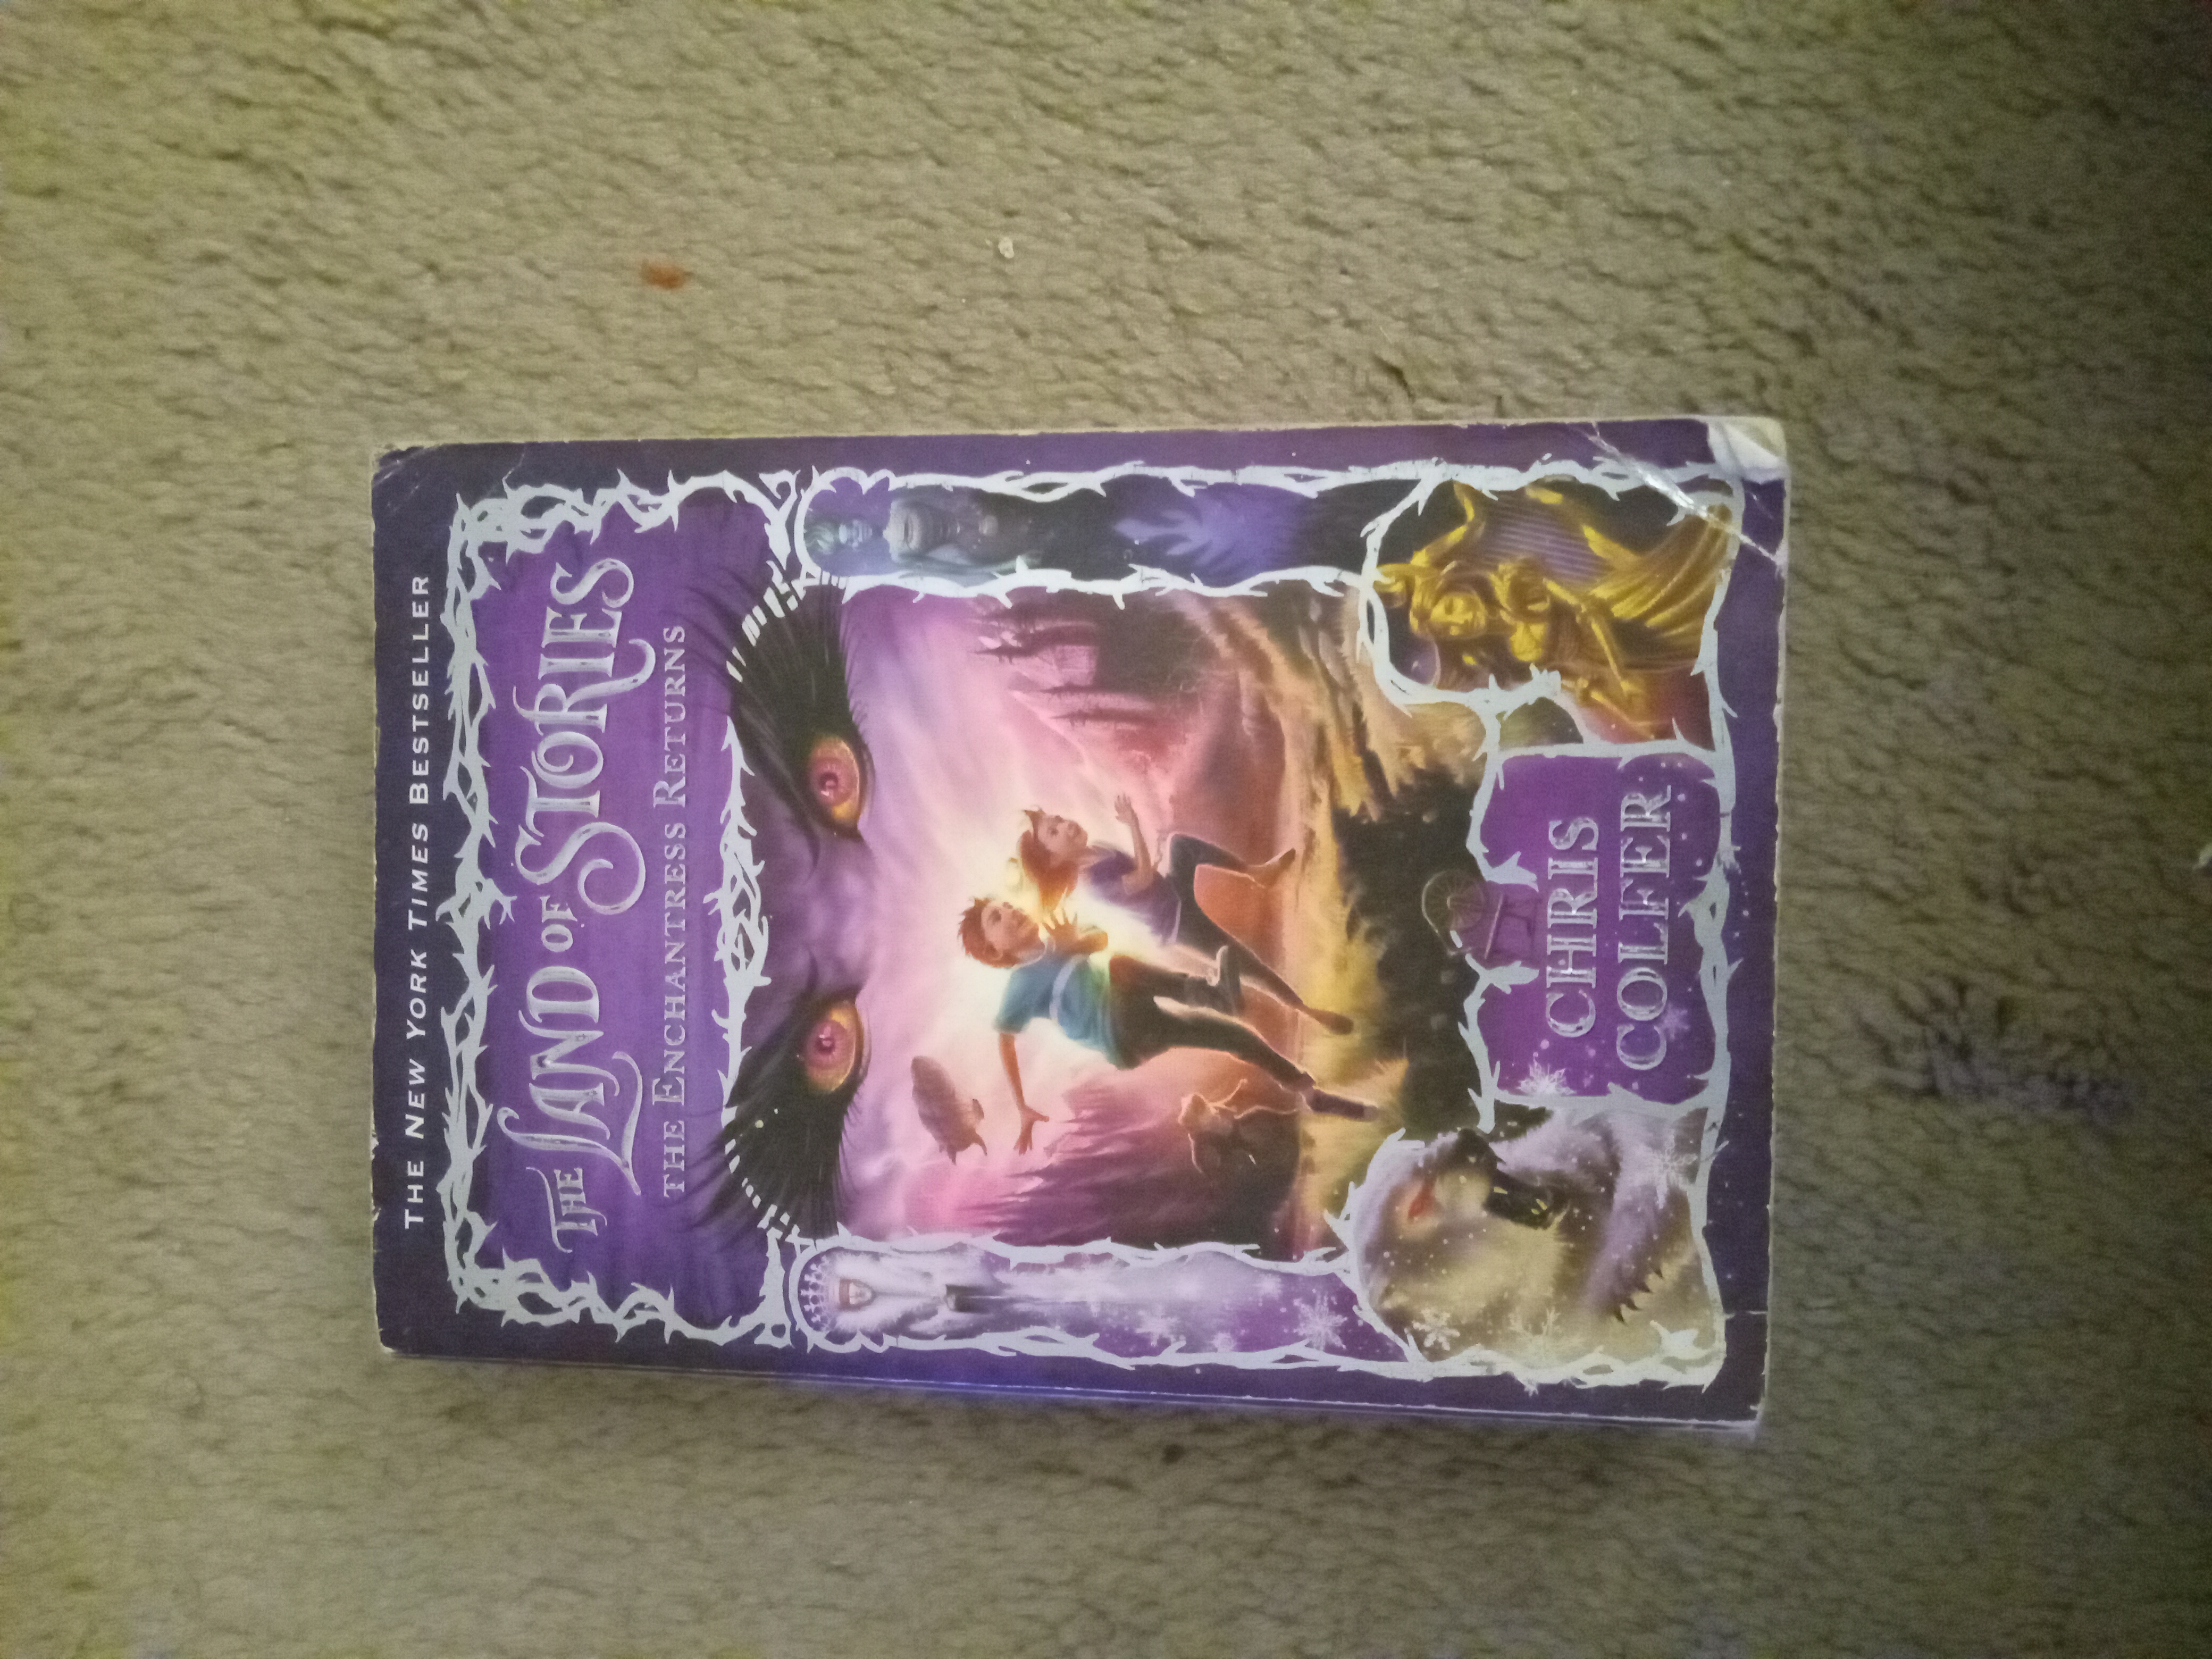 THE NEW YORK TIMES BESTSELLER
THE LAND OF STORIES
THE ENCHANTRESS RETURNS
CHRIS
COLFER